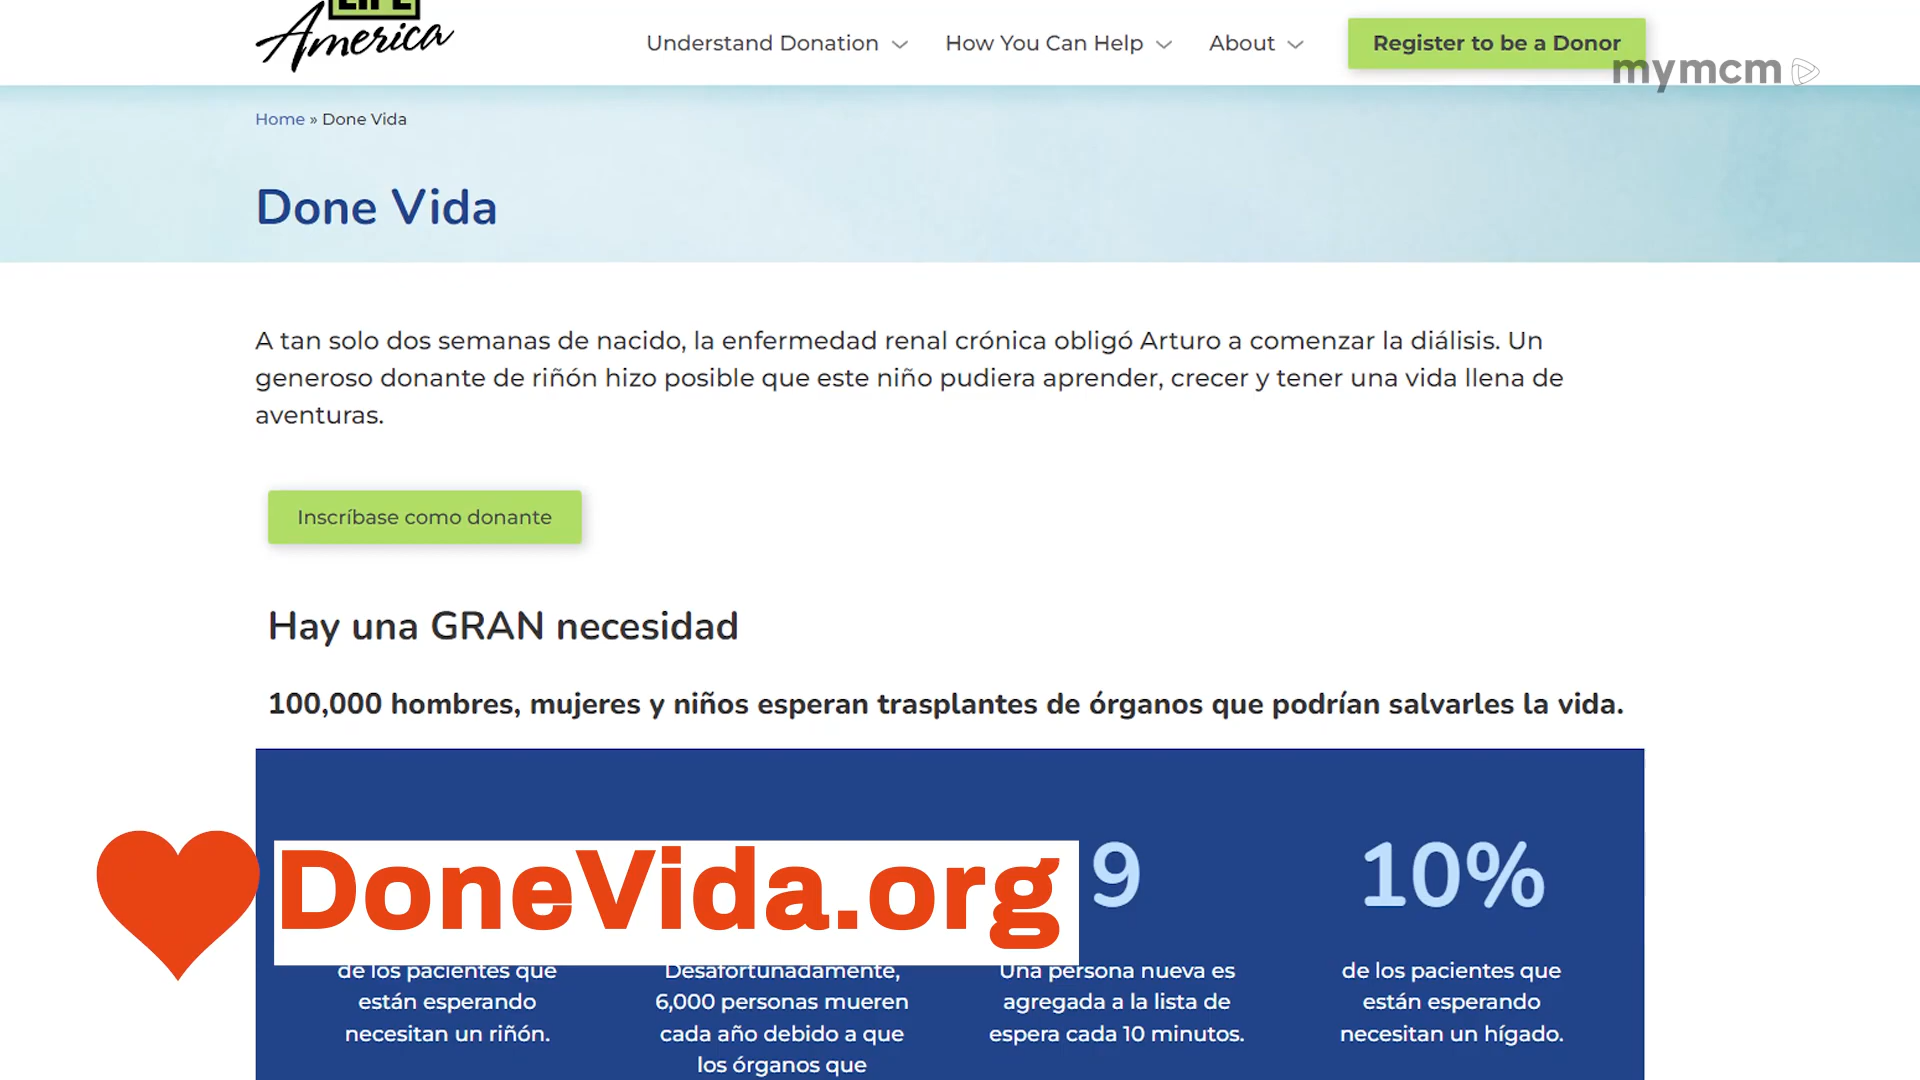 LIFE
America
Understand Donation
How You Can Help
About
Register to be a Donor
mymcm
Home » Done Vida
Done Vida
A tan solo dos semanas de nacido, la enfermedad renal crónica obligó Arturo a comenzar la diálisis. Un
generoso donante de riñón hizo posible que este niño pudiera aprender, crecer y tener una vida llena de
aventuras.
Inscríbase como donante
Hay una GRAN necesidad
100,000 hombres, mujeres y niños esperan trasplantes de órganos que podrían salvarles la vida.
DoneVida.org
de los pacientes que
están esperando
necesitan un riñón.
Desafortunadamente,
6,000 personas mueren
cada año debido a que
los órganos que
9
Una persona nueva es
agregada a la lista de
espera cada 10 minutos.
10%
de los pacientes que
están esperando
necesitan un hígado.